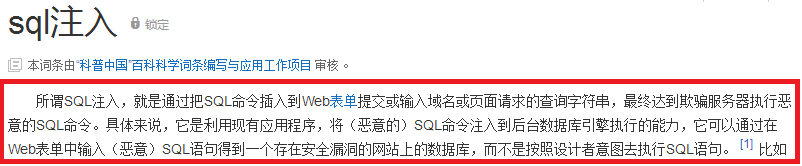 sql注入 锁定
本词条由“科普中国”百科科学词条编写与应用工作项目 审核 。
所谓SQL注入，就是通过把SQL命令插入到Web表单提交或输入域名或页面请求的查询字符串，最终达到欺骗服务器执行恶
意的SQL命令。具体来说，它是利用现有应用程序，将（恶意的）SQL命令注入到后台数据库引擎执行的能力，它可以通过在
Web表单中输入（恶意）SQL语句得到一个存在安全漏洞的网站上的数据库，而不是按照设计者意图去执行SQL语句。 [1] 比如